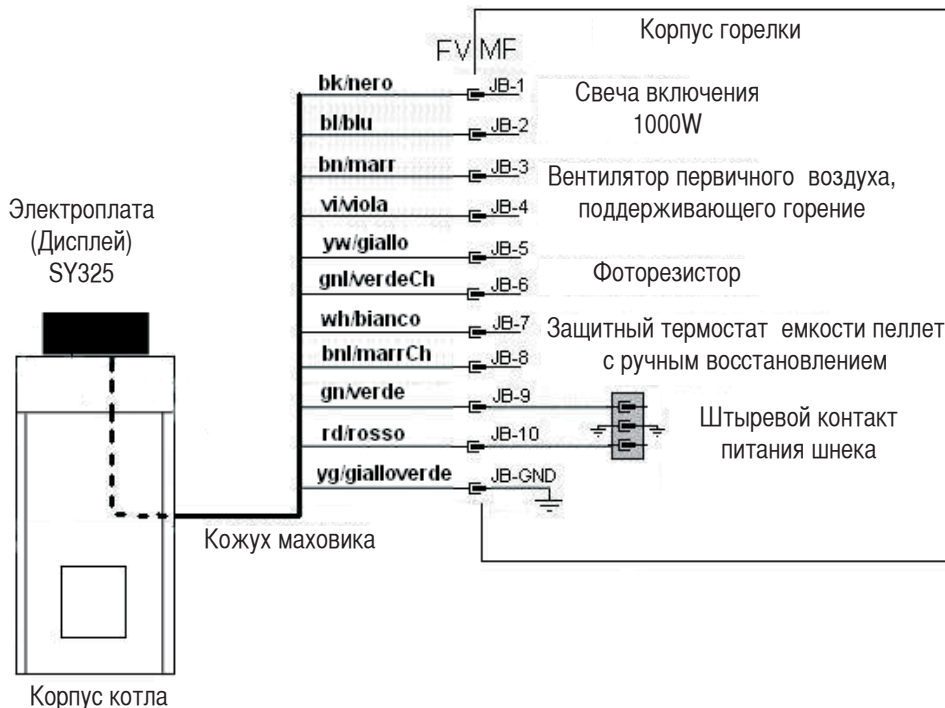 Корпус горелки
FV MF
bk/nero JB-1
Свеча включения
1000W
bl/blu JB-2
bn/marr JB-3
Вентилятор первичного воздуха,
поддерживающего горение
vi/viola JB-4
Электроплата
(Дисплей)
SY325
yw/giallo JB-5
Фоторезистор
gnl/verdeCh JB-6
wh/bianco JB-7
Защитный термостат емкости пеллет
с ручным восстановлением
bnl/marrCh JB-8
gn/verde JB-9
Штыревой контакт
питания шнека
rd/rosso JB-10
yg/gialloverde JB-GND
Кожух маховика
Корпус котла